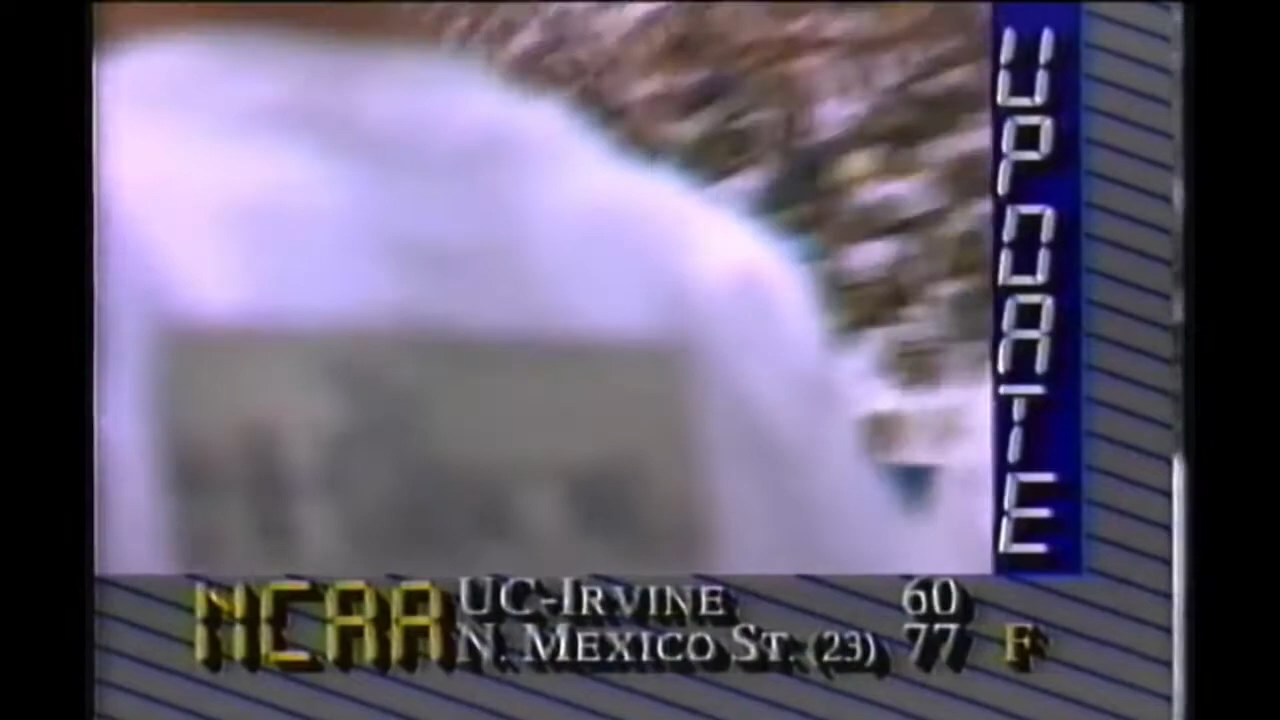 UPDATE
NCAA UC-IRVINE 60
N. MEXICO ST. (23) 77 F